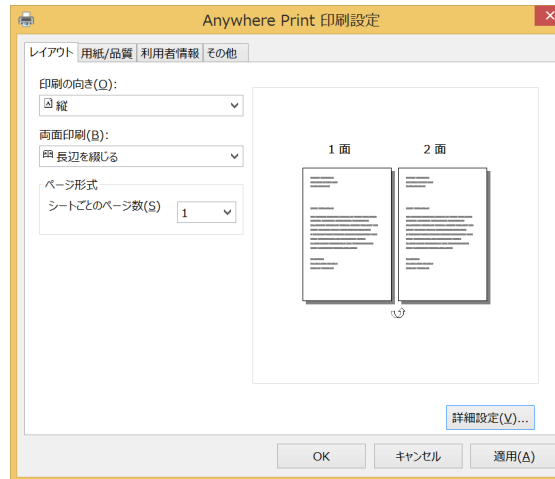 Anywhere Print 印刷設定
レイアウト 用紙/品質 利用者情報 その他
印刷の向き(O):
縦
両面印刷(B):
長辺を綴じる
ページ形式
シートごとのページ数(S) 1
1 面 2 面
詳細設定(V)...
OK キャンセル 適用(A)